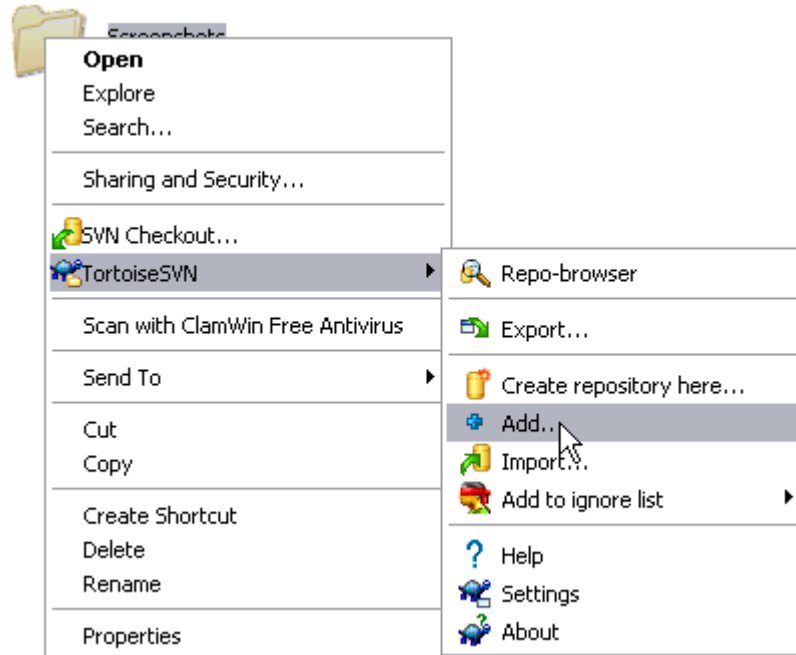 Screenshots
Open
Explore
Search...
Sharing and Security...
SVN Checkout...
TortoiseSVN
Scan with ClamWin Free Antivirus
Send To
Cut
Copy
Create Shortcut
Delete
Rename
Properties
Repo-browser
Export...
Create repository here...
Add...
Import...
Add to ignore list
Help
Settings
About